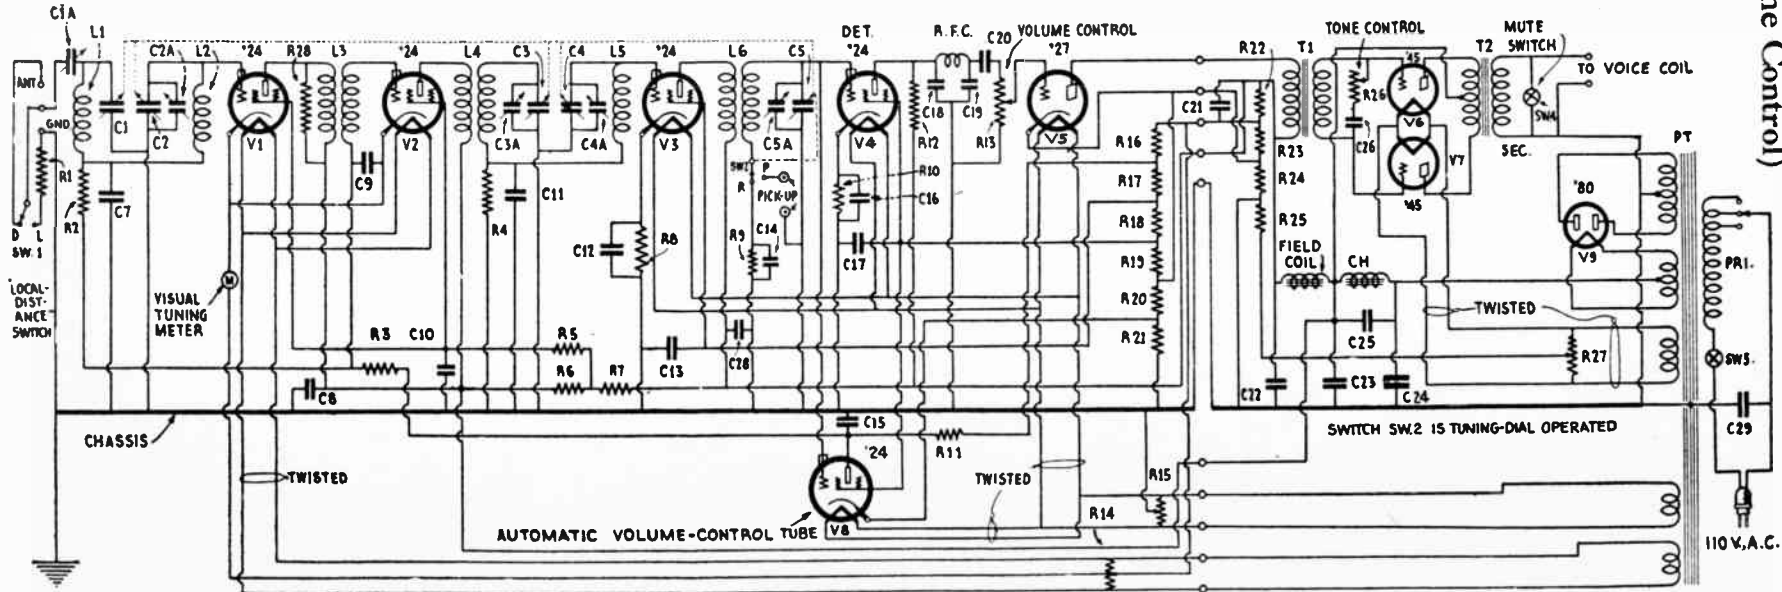 ne Control)
C1A
L1
C2A
L2
'24
R28
L3
'24
L4
C3
C4
L5
'24
L6
C5
DET.
'24
R.F.C.
C20
VOLUME CONTROL
'27
R22
T1
TONE CONTROL
'45
T2
MUTE
SWITCH
TO VOICE COIL
ANT.
GND
C1
C2
V1
V2
C3A
C4A
V3
C5A
V4
C18
C19
R12
R13
V5
C21
R16
R26
C26
V6
V7
'45
SW4
SEC.
PT
R1
R2
C7
C9
R4
C11
SW2
P
R
PICK-UP
R10
C16
R17
R18
R23
R24
R25
'80
V9
PRI.
D L
SW.1
LOCAL-
DIST-
ANCE
SWITCH
M
VISUAL
TUNING
METER
C12
R8
R9
C14
C17
R19
R20
R21
FIELD
COIL
CH
TWISTED
R3
C10
R5
R6
R7
C13
C28
C25
R27
SW3.
C8
C22
C23
C24
C29
CHASSIS
C15
'24
R11
SWITCH SW.2 IS TUNING-DIAL OPERATED
TWISTED
TWISTED
R15
R14
V8
AUTOMATIC VOLUME-CONTROL TUBE
110 V., A.C.